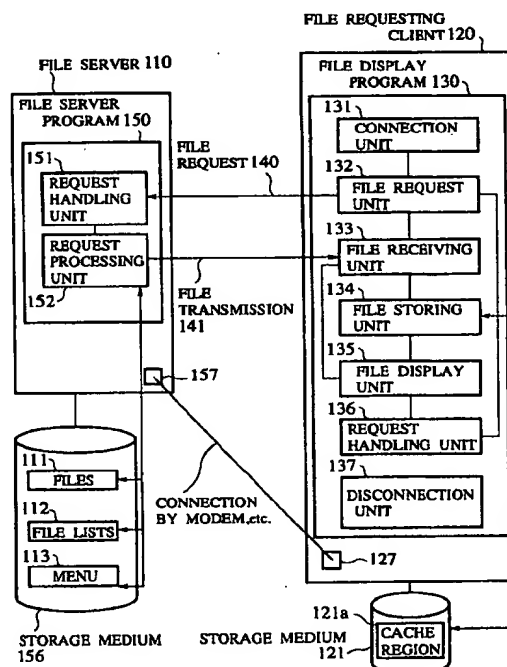 FILE REQUESTING
CLIENT 120
FILE SERVER 110
FILE DISPLAY
PROGRAM 130
FILE SERVER
PROGRAM 150
131
CONNECTION
UNIT
151
REQUEST
HANDLING
UNIT
FILE
REQUEST 140
132
FILE REQUEST
UNIT
REQUEST
PROCESSING
UNIT
152
133
FILE RECEIVING
UNIT
FILE
TRANSMISSION
141
134
FILE STORING
UNIT
135
FILE DISPLAY
UNIT
157
136
REQUEST
HANDLING UNIT
137
DISCONNECTION
UNIT
111
FILES
112
FILE LISTS
113
MENU
CONNECTION
BY MODEM,etc.
127
STORAGE MEDIUM
156
121a
CACHE
REGION
STORAGE MEDIUM
121